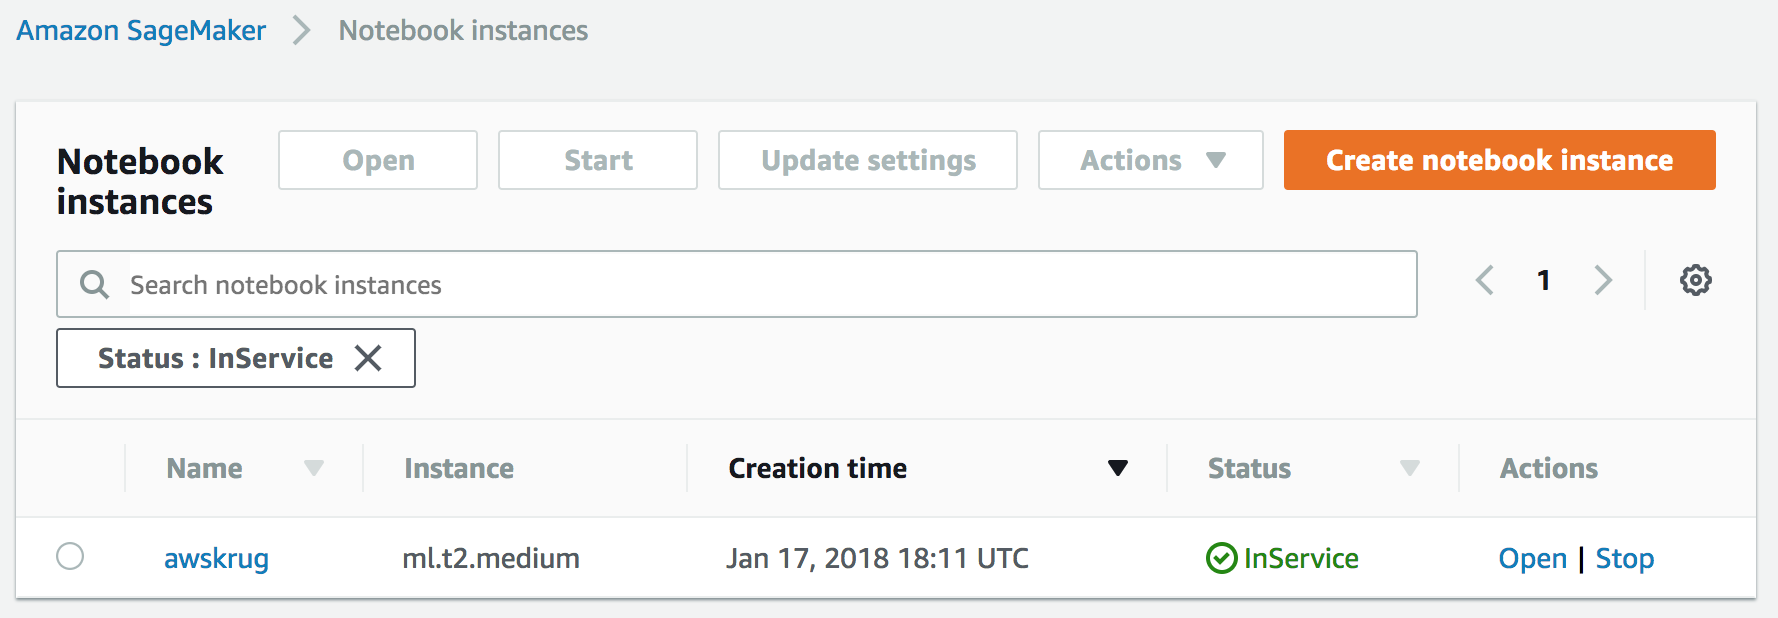 Amazon SageMaker > Notebook instances
Notebook
instances
Open
Start
Update settings
Actions
Create notebook instance
Search notebook instances
1
Status : InService
Name Instance Creation time Status Actions
awskrug ml.t2.medium Jan 17, 2018 18:11 UTC InService Open | Stop